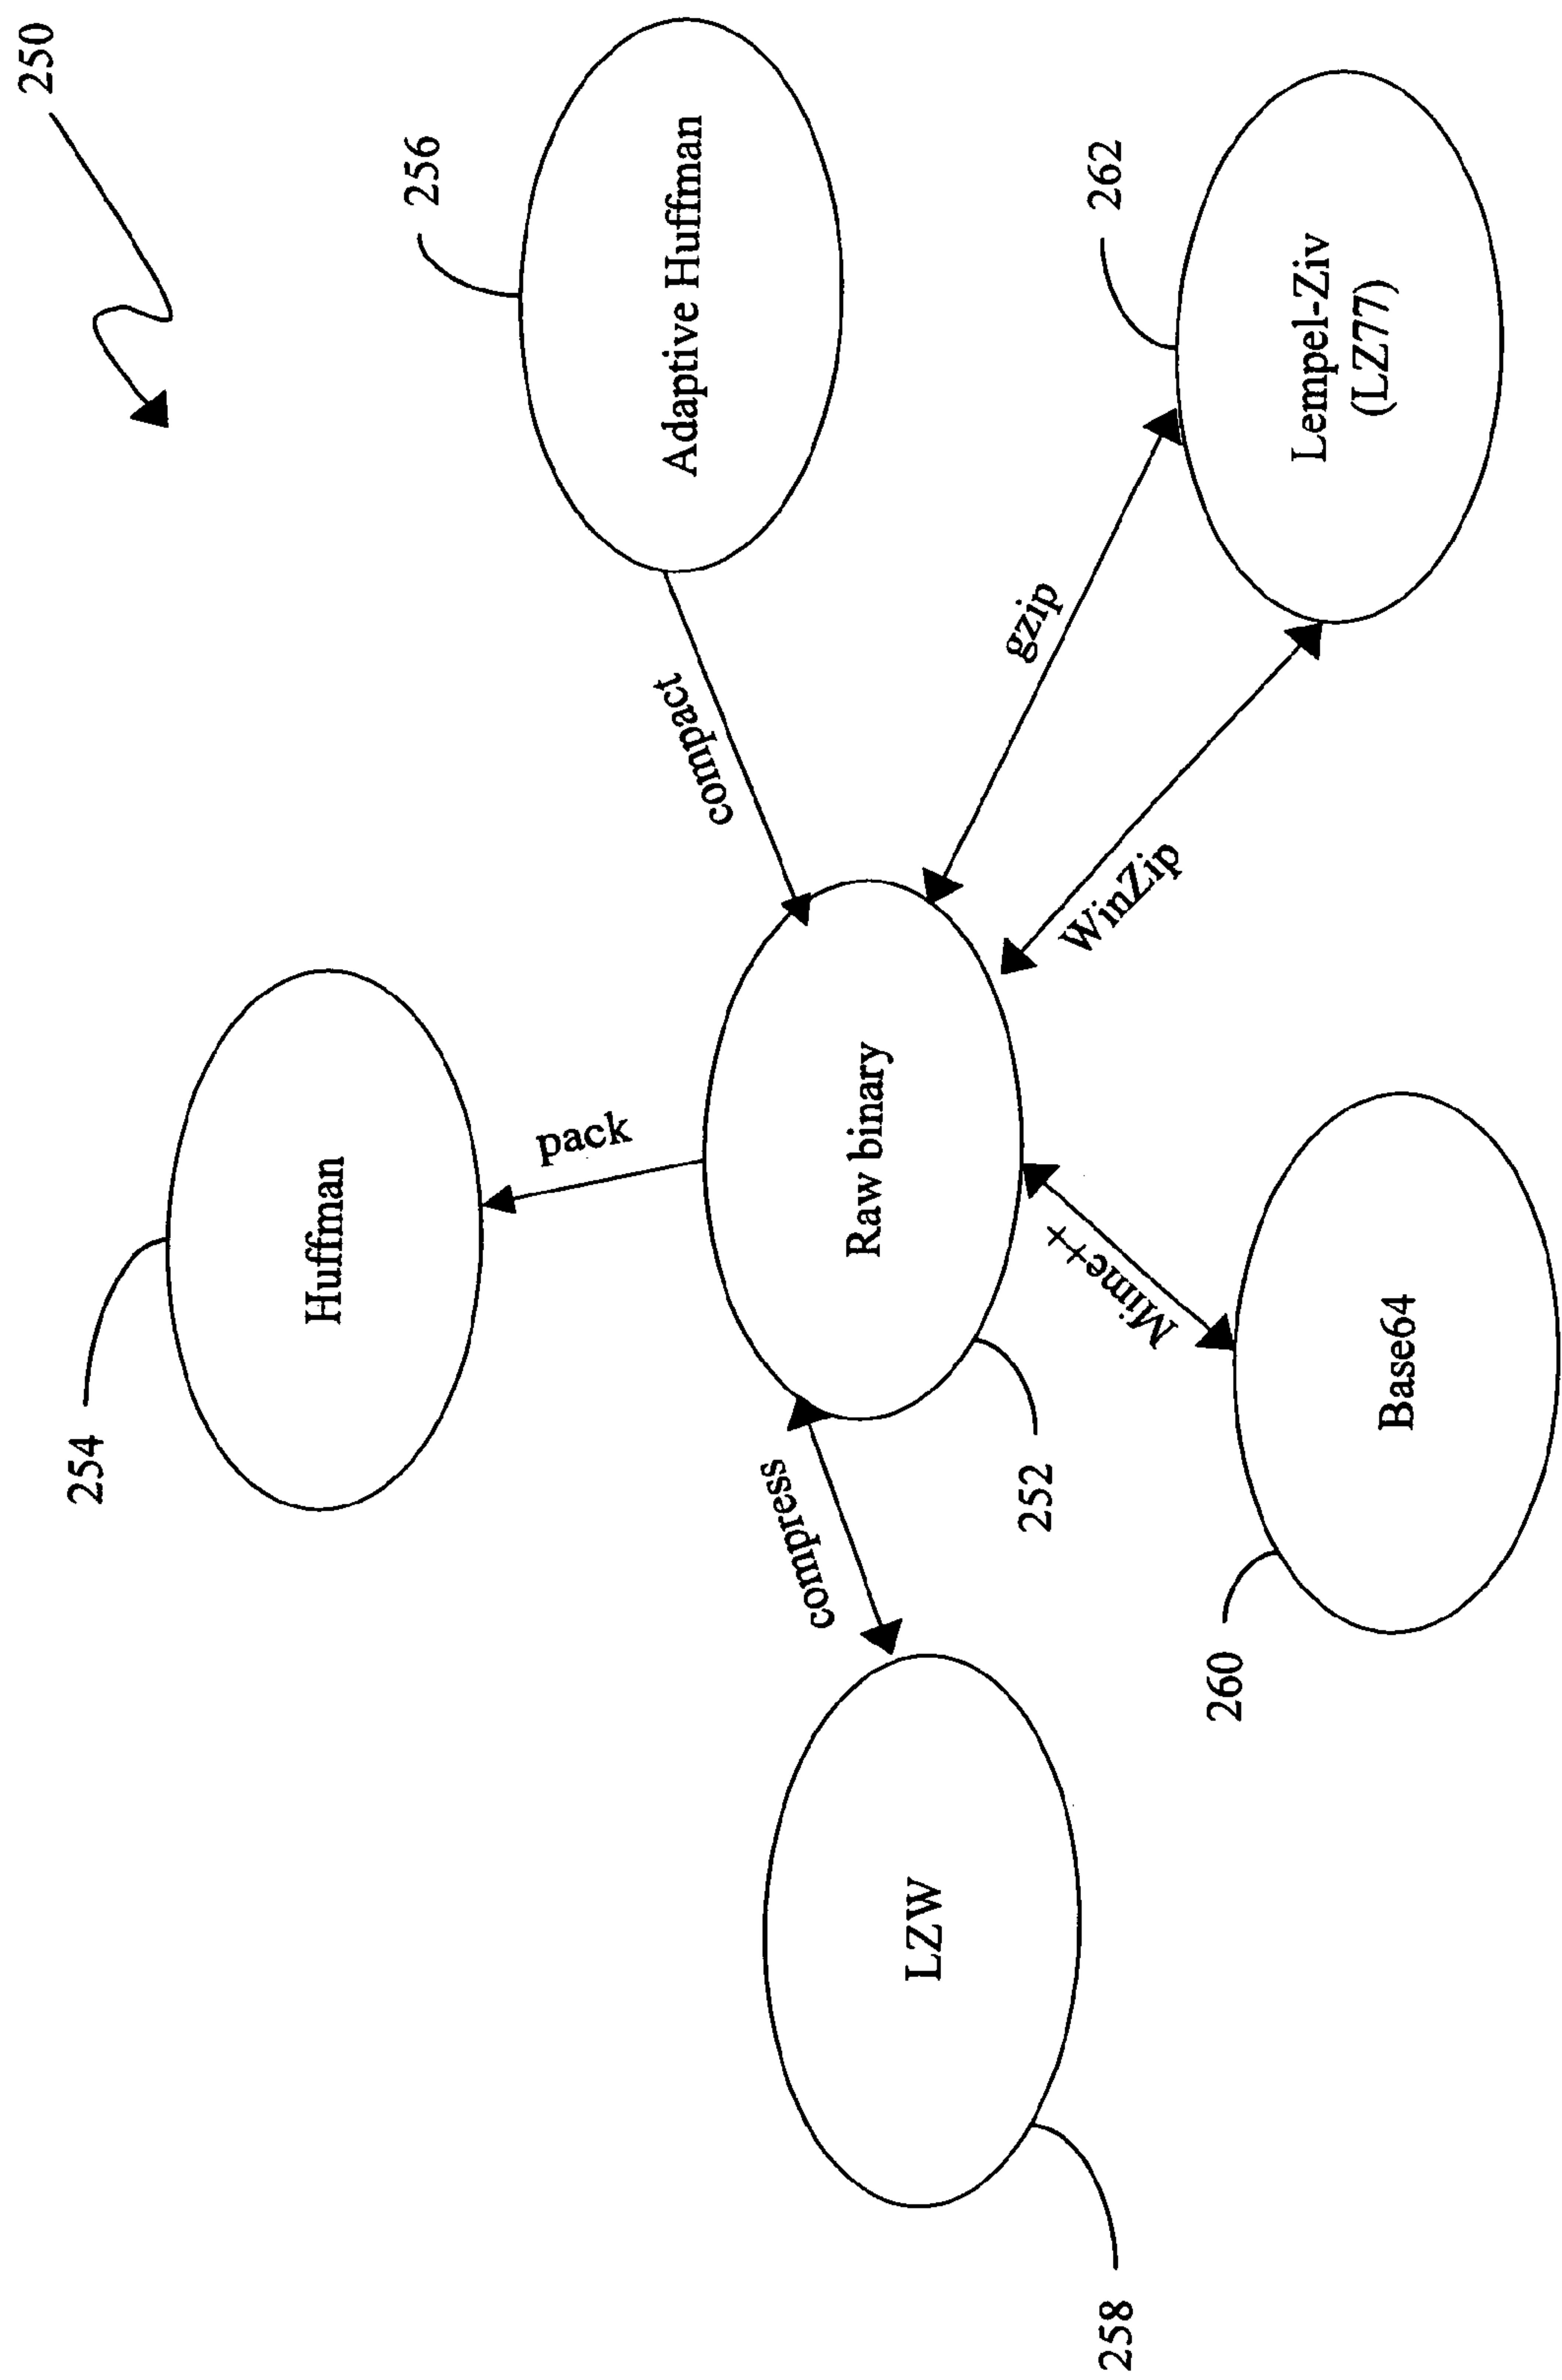 250
254
Huffman
256
Adaptive Huffman
pack
compact
compress
Raw binary
gzip
262
LZW
252
Mime++
WinZip
Lempel-Ziv
(LZ77)
258
260
Base64